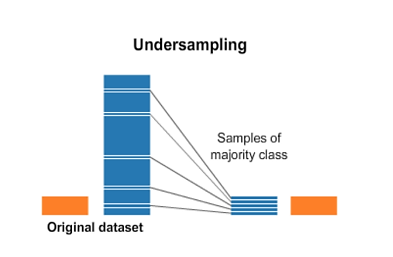 Undersampling
Samples of
majority class
Original dataset